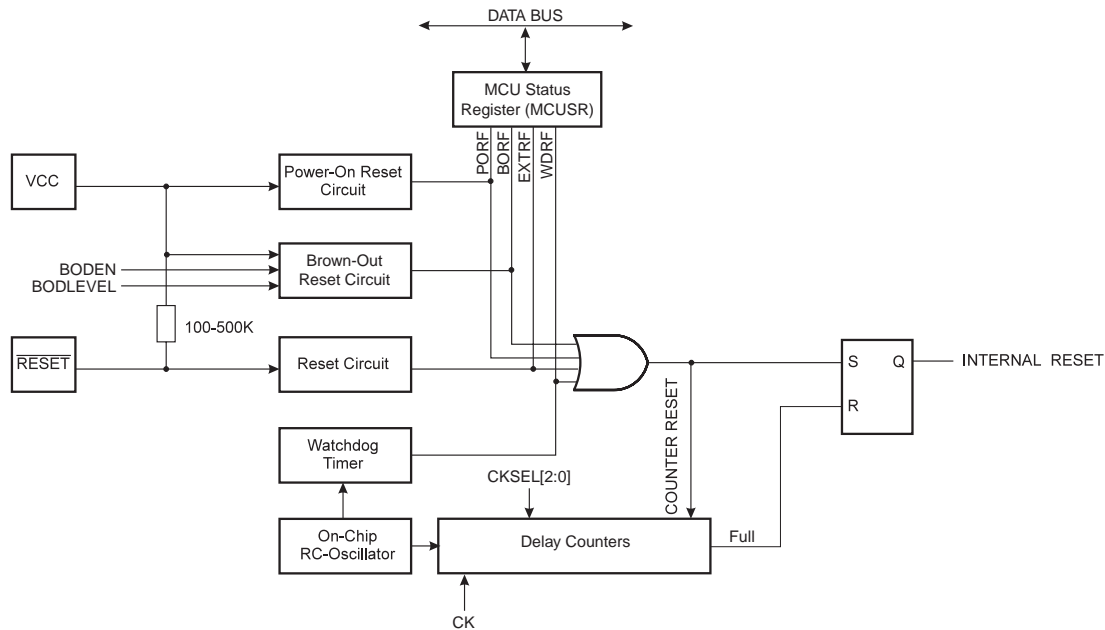 DATA BUS
MCU Status
Register (MCUSR)
PORF
BORF
EXTRF
WDRF
VCC
Power-On Reset
Circuit
BODEN
BODLEVEL
Brown-Out
Reset Circuit
100-500K
RESET
Reset Circuit
S
Q
R
INTERNAL RESET
Watchdog
Timer
CKSEL[2:0]
COUNTER RESET
On-Chip
RC-Oscillator
Delay Counters
Full
CK